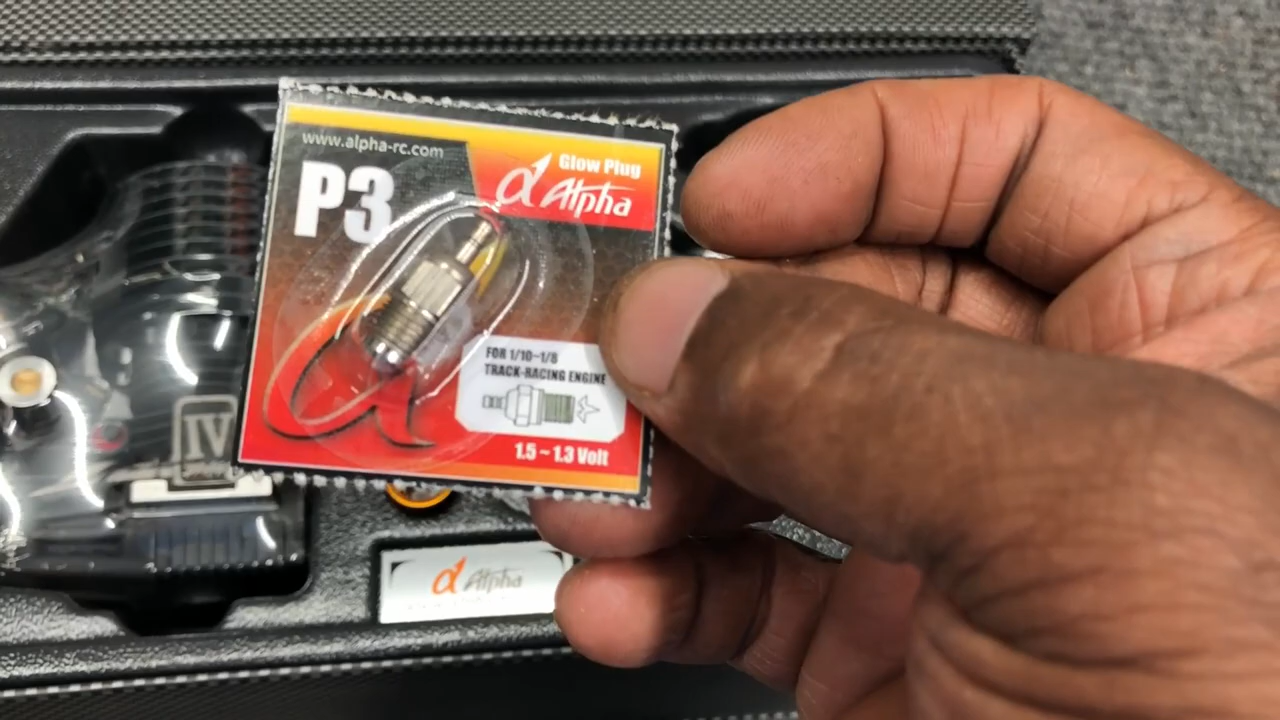 www.alpha-rc.com
P3
Glow Plug
Alpha
FOR 1/10~1/8
TRACK-RACING ENGINE
1.5 ~ 1.3 Volt
IV
Alpha